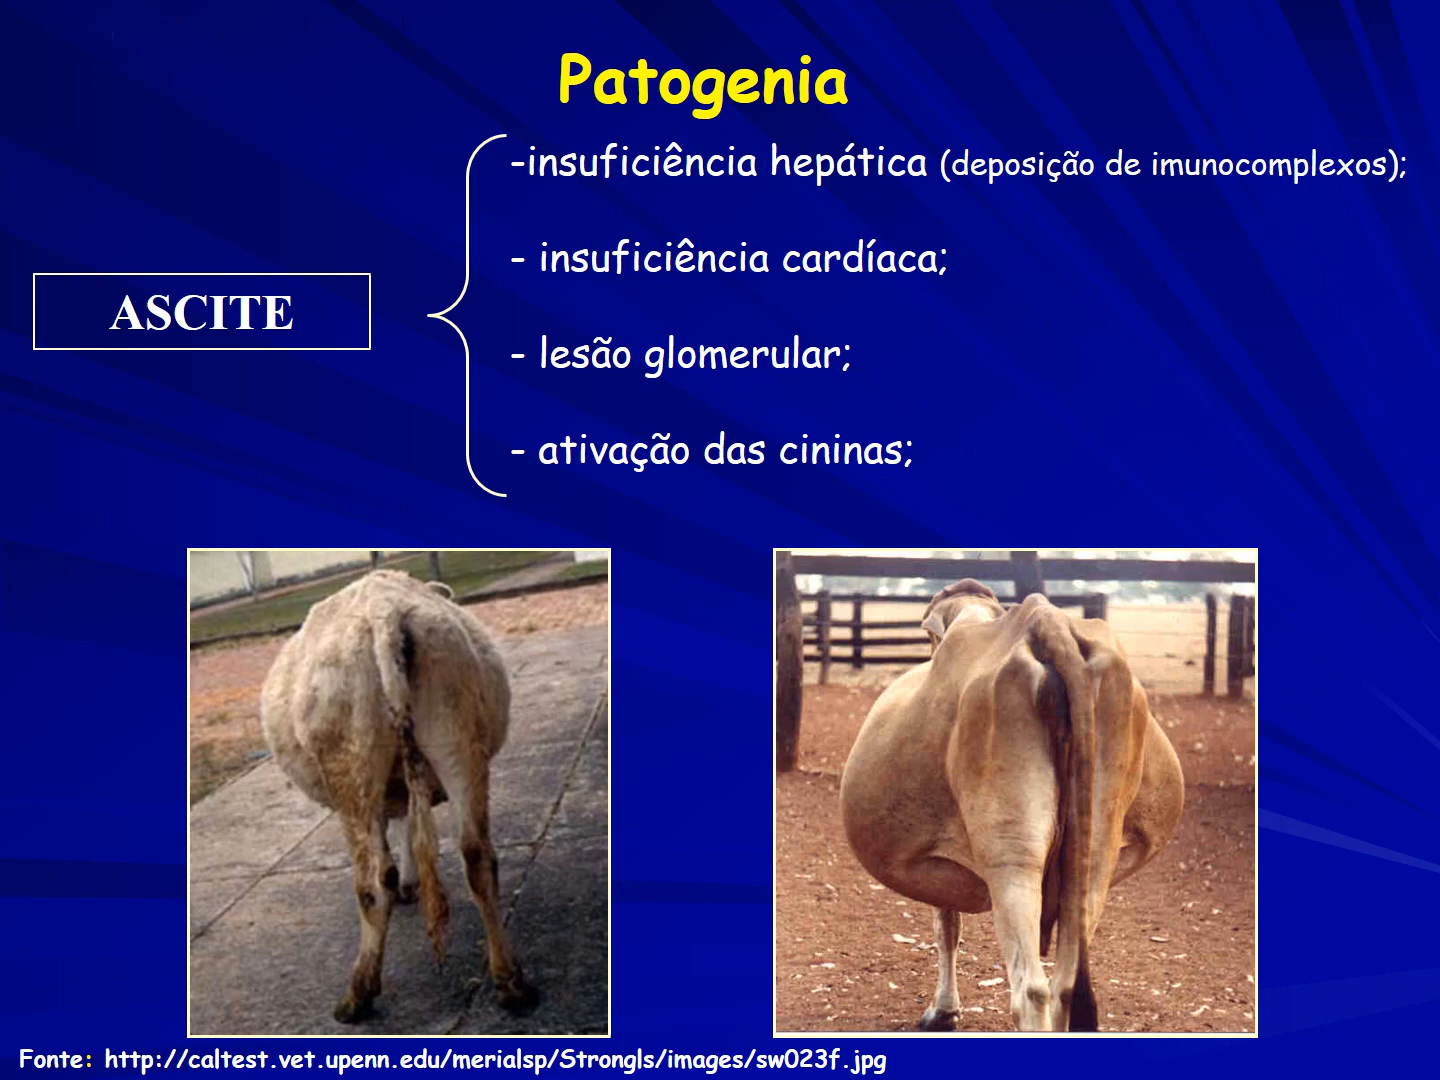 Patogenia
-insuficiência hepática (deposição de imunocomplexos);
- insuficiência cardíaca;
ASCITE
- lesão glomerular;
- ativação das cininas;
Fonte: http://caltest.vet.upenn.edu/merialsp/Strongls/images/sw023f.jpg